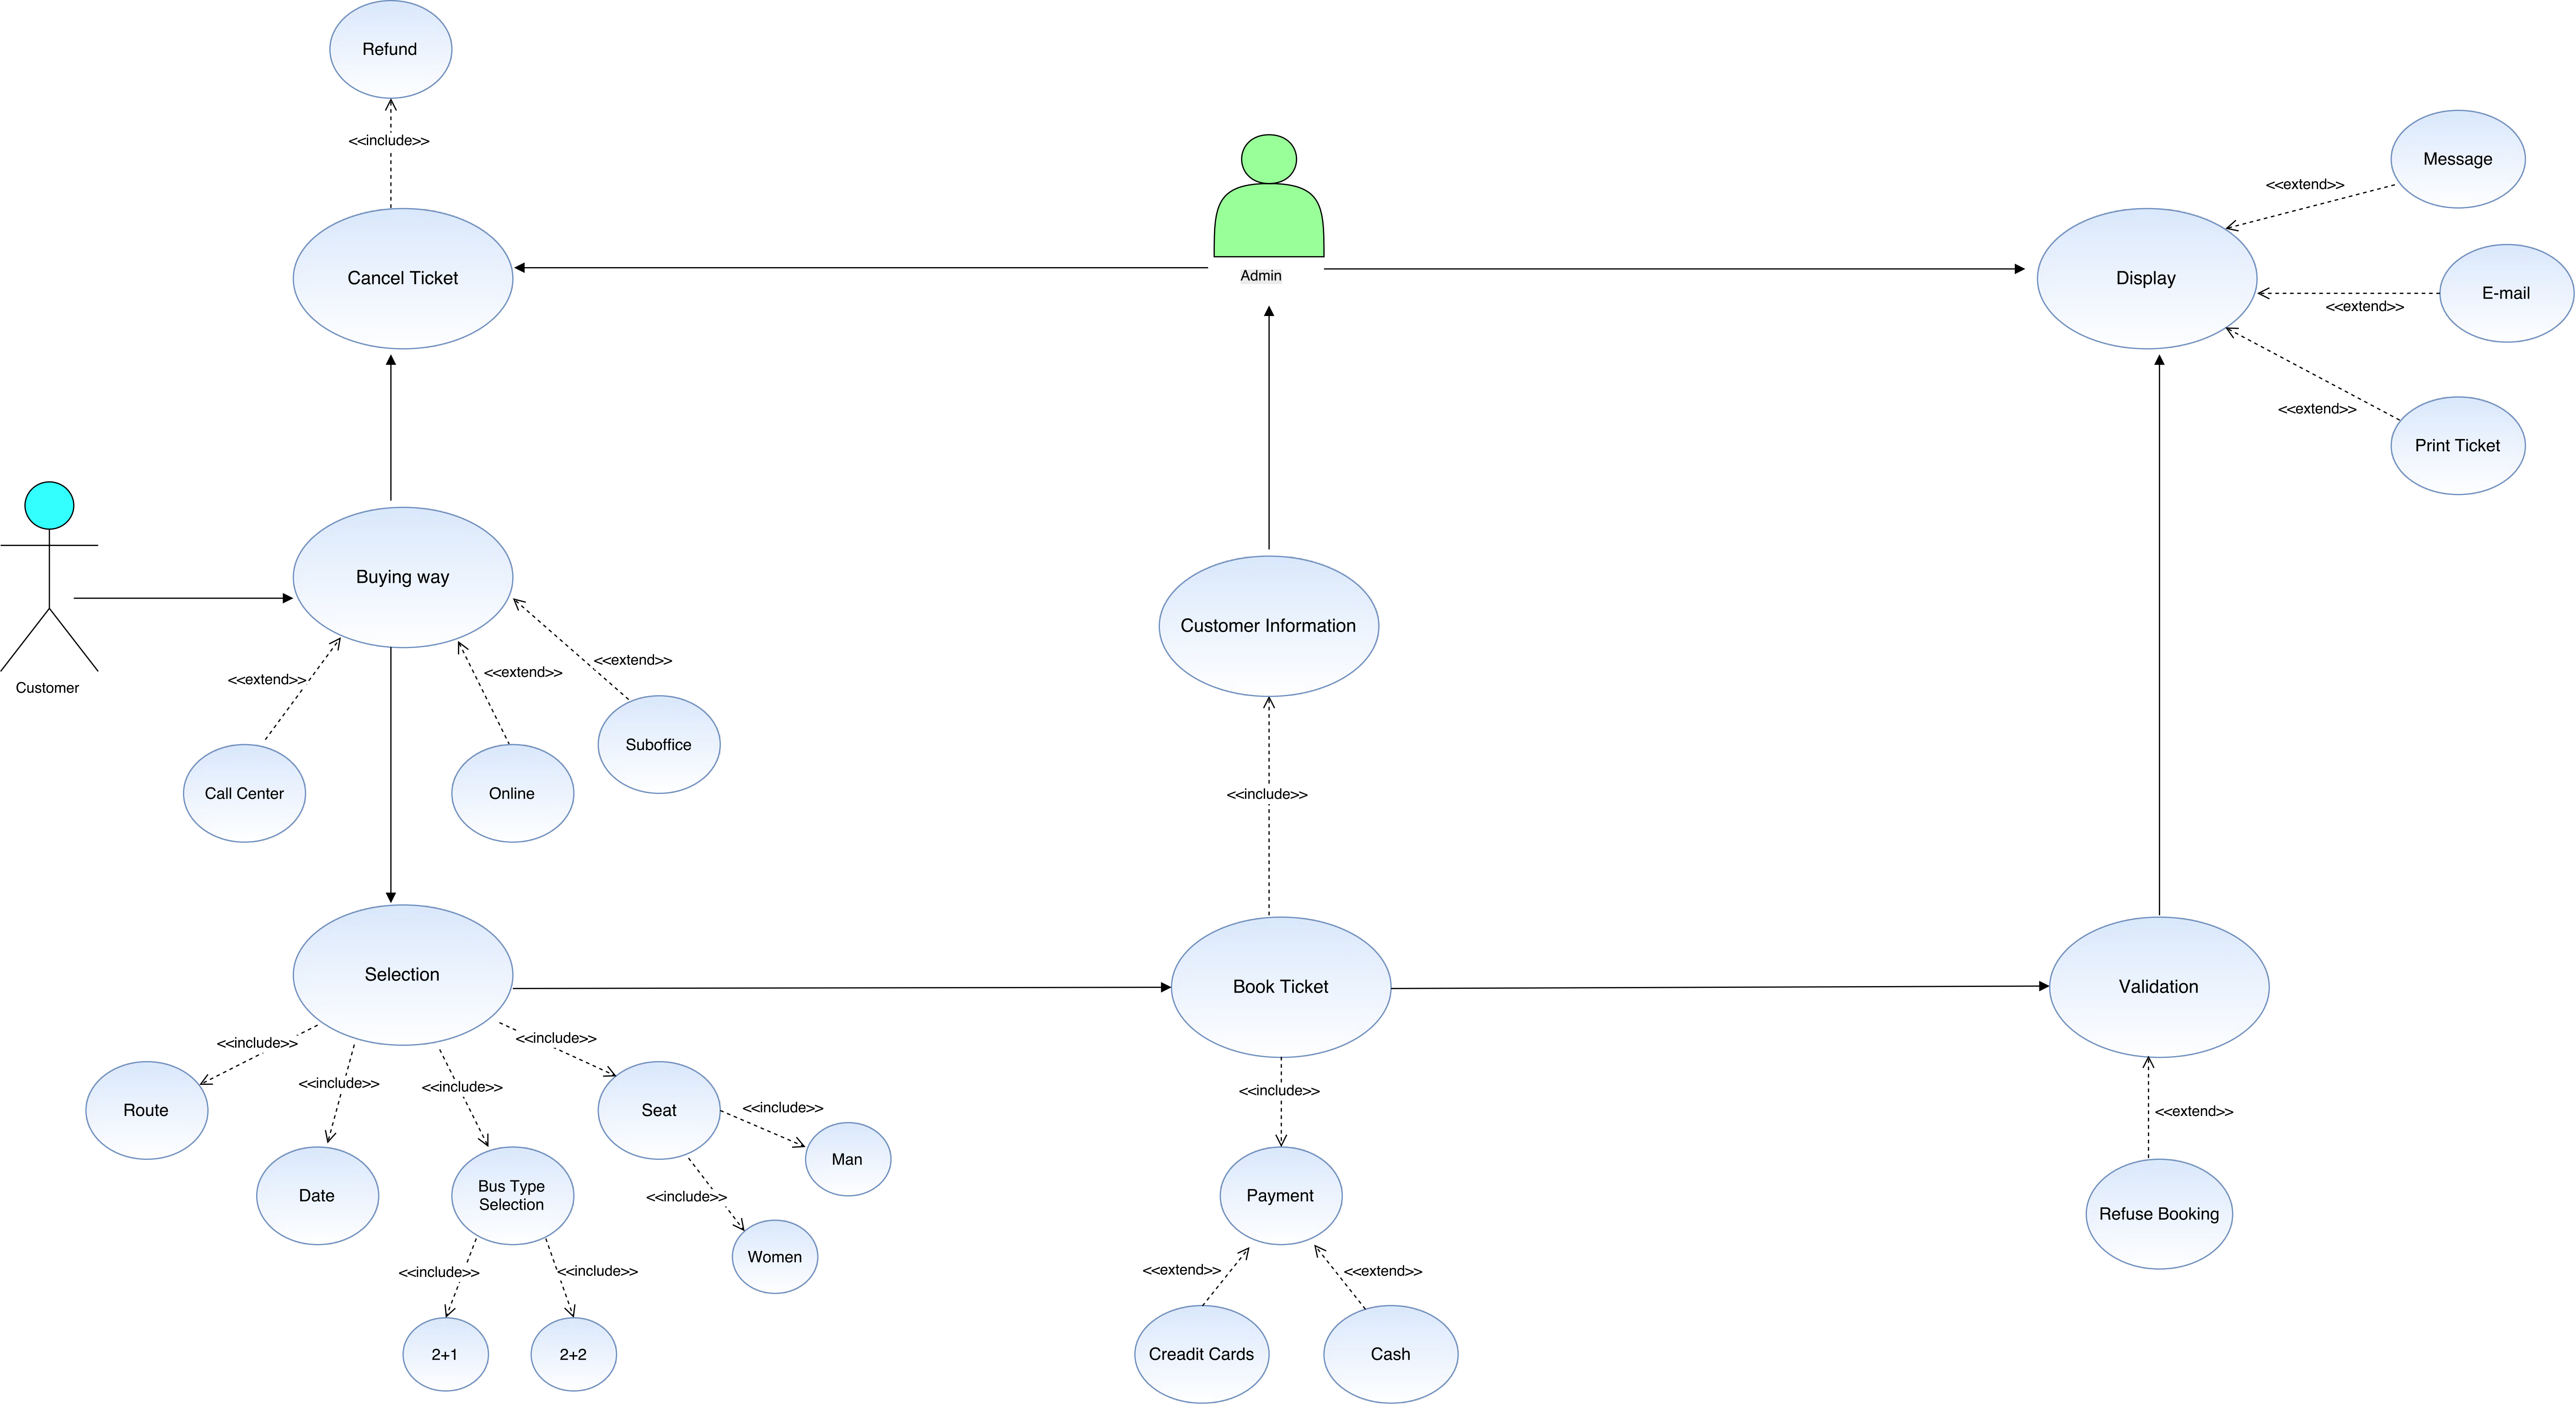 Refund
<<include>>
Message
<<extend>>
Cancel Ticket
Admin
Display
E-mail
<<extend>>
<<extend>>
Print Ticket
Buying way
Customer Information
Customer
<<extend>>
<<extend>>
<<extend>>
Suboffice
Call Center
Online
<<include>>
Selection
Book Ticket
Validation
<<include>>
<<include>>
<<include>>
<<include>>
<<include>>
<<extend>>
Route
Seat
<<include>>
Man
Date
Bus Type
Selection
<<include>>
Women
Payment
Refuse Booking
<<include>>
<<include>>
<<extend>>
<<extend>>
2+1
2+2
Creadit Cards
Cash